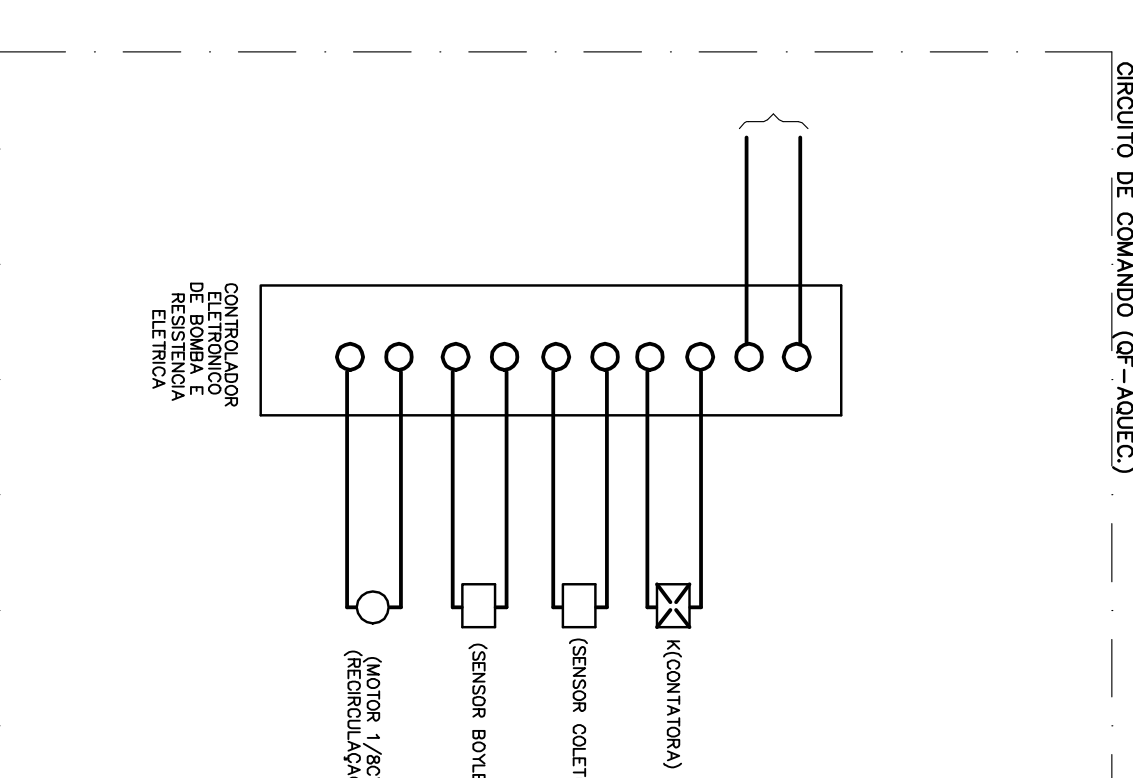 CIRCUITO DE COMANDO (QF-AQUEC.)
CONTROLADOR
ELETRONICO
DE BOMBA E
RESISTENCIA
ELETRICA
K(CONTATORA)
(SENSOR COLET
(SENSOR BOYLE
(MOTOR 1/8C
(RECIRCULAÇÃO